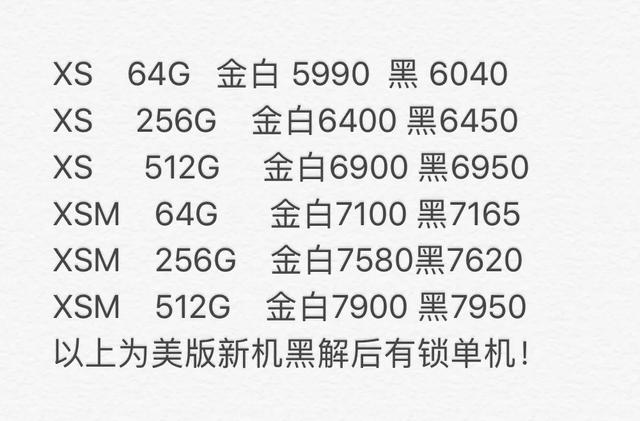 XS 64G 金白 5990 黑 6040
XS 256G 金白6400 黑6450
XS 512G 金白6900 黑6950
XSM 64G 金白7100 黑7165
XSM 256G 金白7580黑7620
XSM 512G 金白7900 黑7950
以上为美版新机黑解后有锁单机！